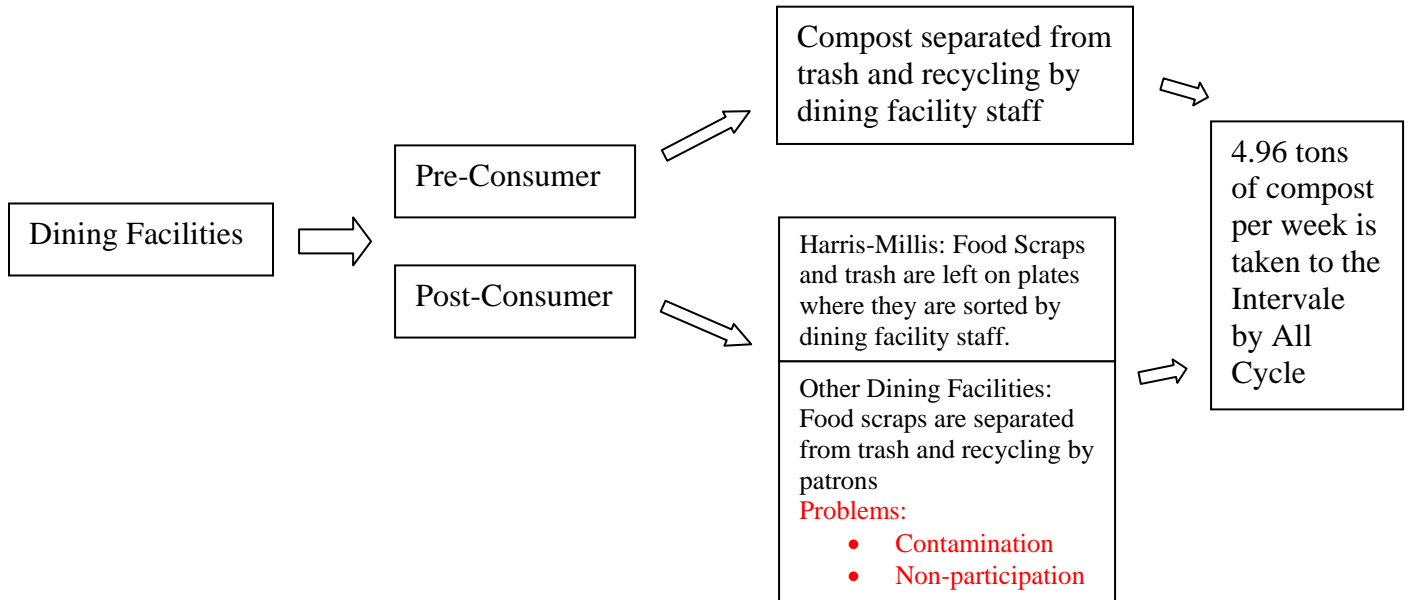 Dining Facilities
Pre-Consumer
Post-Consumer
Compost separated from
trash and recycling by
dining facility staff
Harris-Millis: Food Scraps
and trash are left on plates
where they are sorted by
dining facility staff.
Other Dining Facilities:
Food scraps are separated
from trash and recycling by
patrons
Problems:
• Contamination
• Non-participation
4.96 tons
of compost
per week is
taken to the
Intervale
by All
Cycle